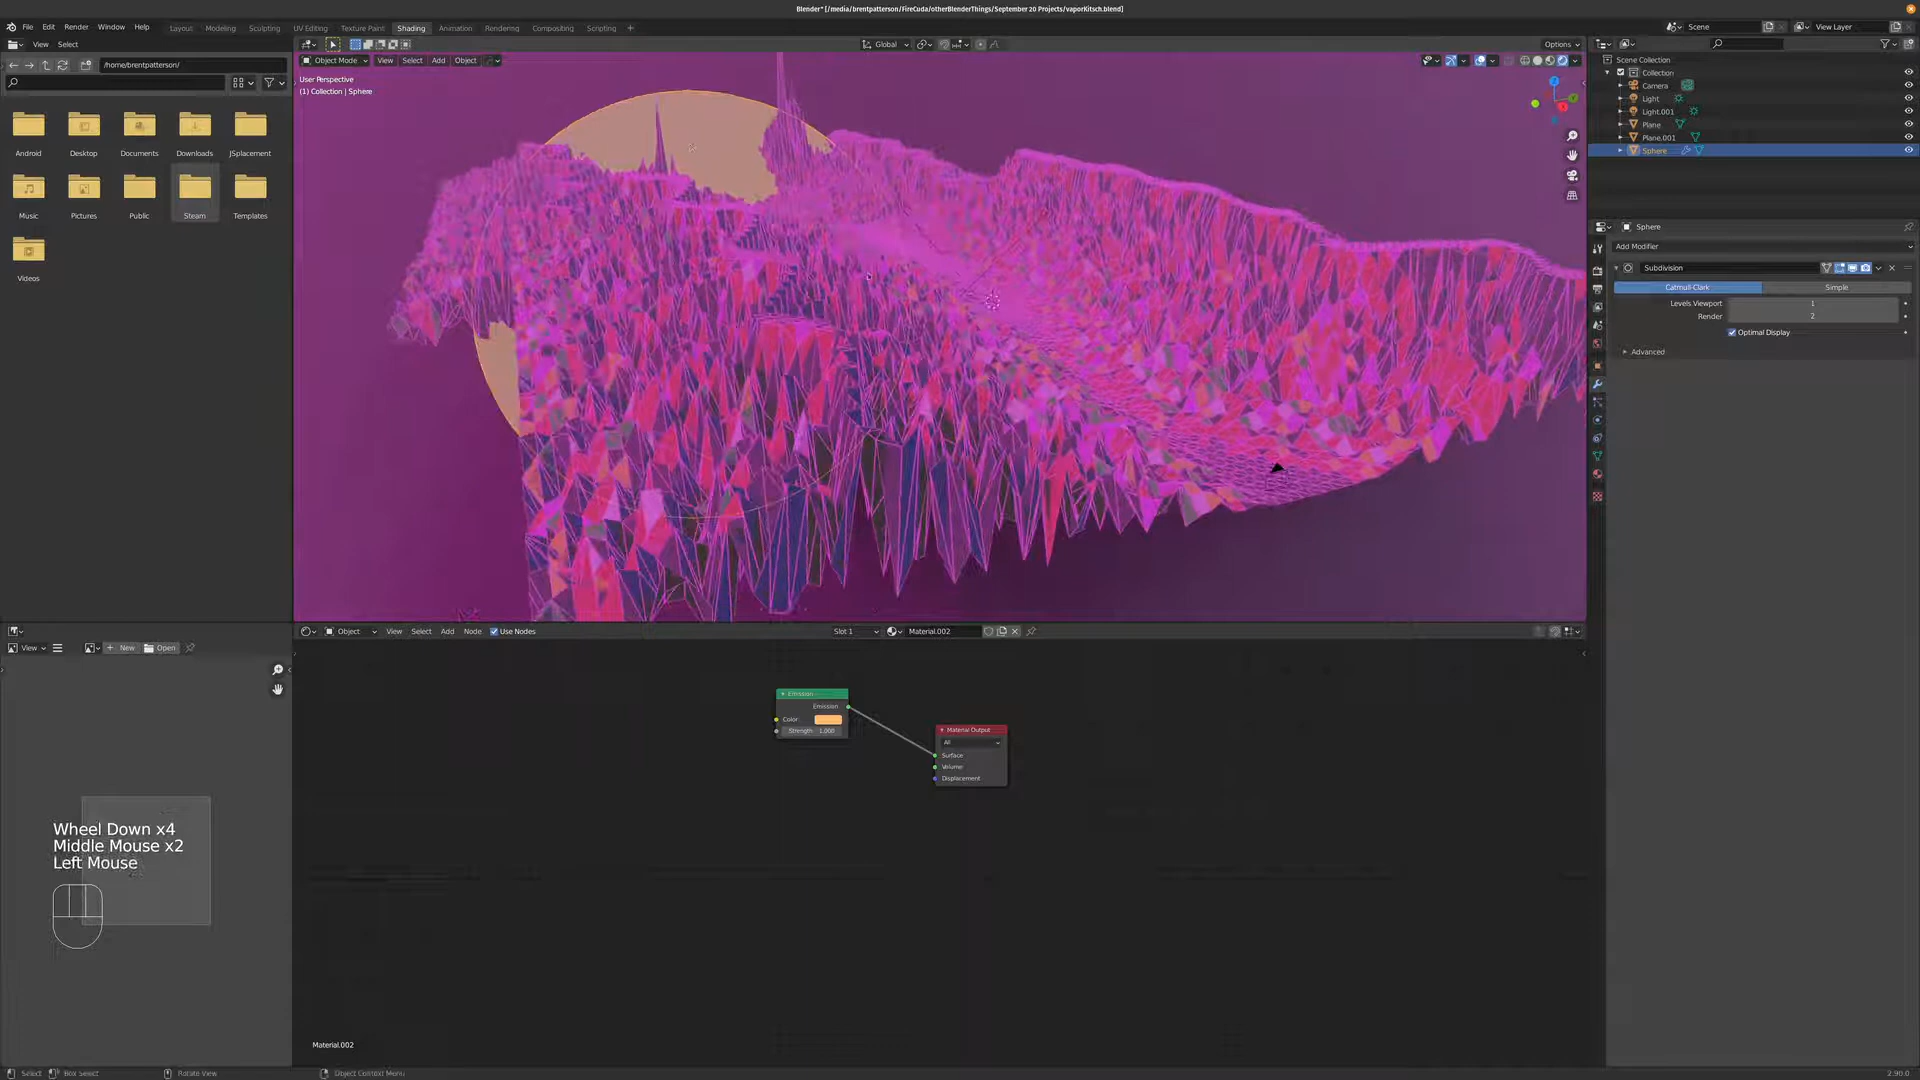 Blender* [/media/brentpatterson/FireCuda/otherBlenderThings/September 20 Projects/vaporKitsch.blend]
File Edit Render Window Help
Layout Modeling Sculpting UV Editing Texture Paint Shading Animation Rendering Compositing Scripting +
Scene
View Layer
View Select
Global
Options
/home/brentpatterson/
Object Mode View Select Add Object
User Perspective
(1) Collection | Sphere
Android Desktop Documents Downloads JSplacement
Music Pictures Public Steam Templates
Videos
Scene Collection
Collection
Camera
Light
Light.001
Plane
Plane.001
Sphere
Sphere
Add Modifier
Subdivision
Catmull-Clark Simple
Levels Viewport 1
Render 2
Optimal Display
Advanced
Object View Select Add Node Use Nodes
Slot 1
Material.002
View
New Open
Emission
Emission
Color
Strength 1.000
Material Output
All
Surface
Volume
Displacement
Wheel Down x4
Middle Mouse x2
Left Mouse
Material.002
Select Box Select Rotate View Object Context Menu
2.90.0